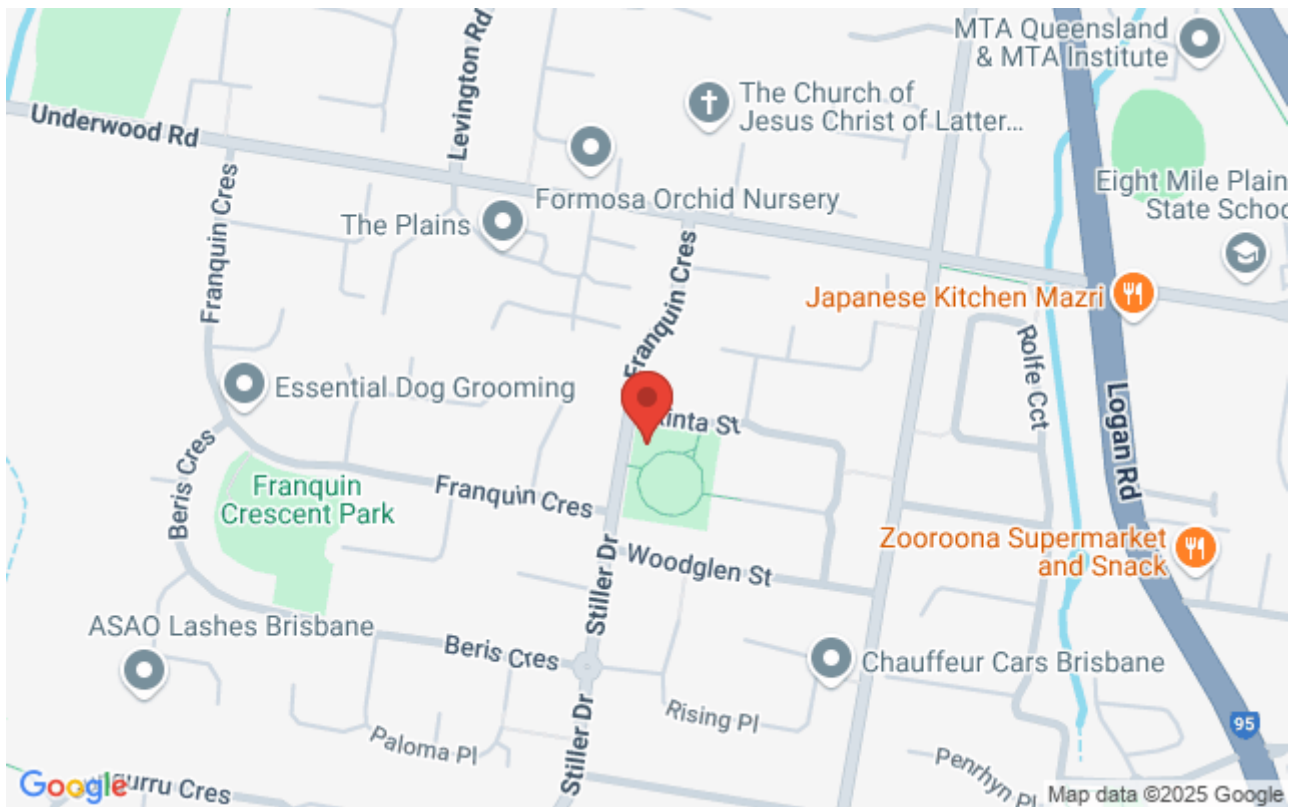 MTA Queensland
& MTA Institute
Levington Rd
The Church of
Jesus Christ of Latter...
Underwood Rd
Franquin Cres
Formosa Orchid Nursery
The Plains
Eight Mile Plain
State Schoo
Franquin Cres
Japanese Kitchen Mazri
Rolfe Cct
Essential Dog Grooming
inta St
Logan Rd
Beris Cres
Franquin
Crescent Park
Franquin Cres
Zooroona Supermarket
and Snack
Woodglen St
Stiller Dr
ASAO Lashes Brisbane
Beris Cres
Chauffeur Cars Brisbane
Rising Pl
Stiller Dr
95
Paloma Pl
Penrhyn Pl
urru Cres
Google
Map data ©2025 Google